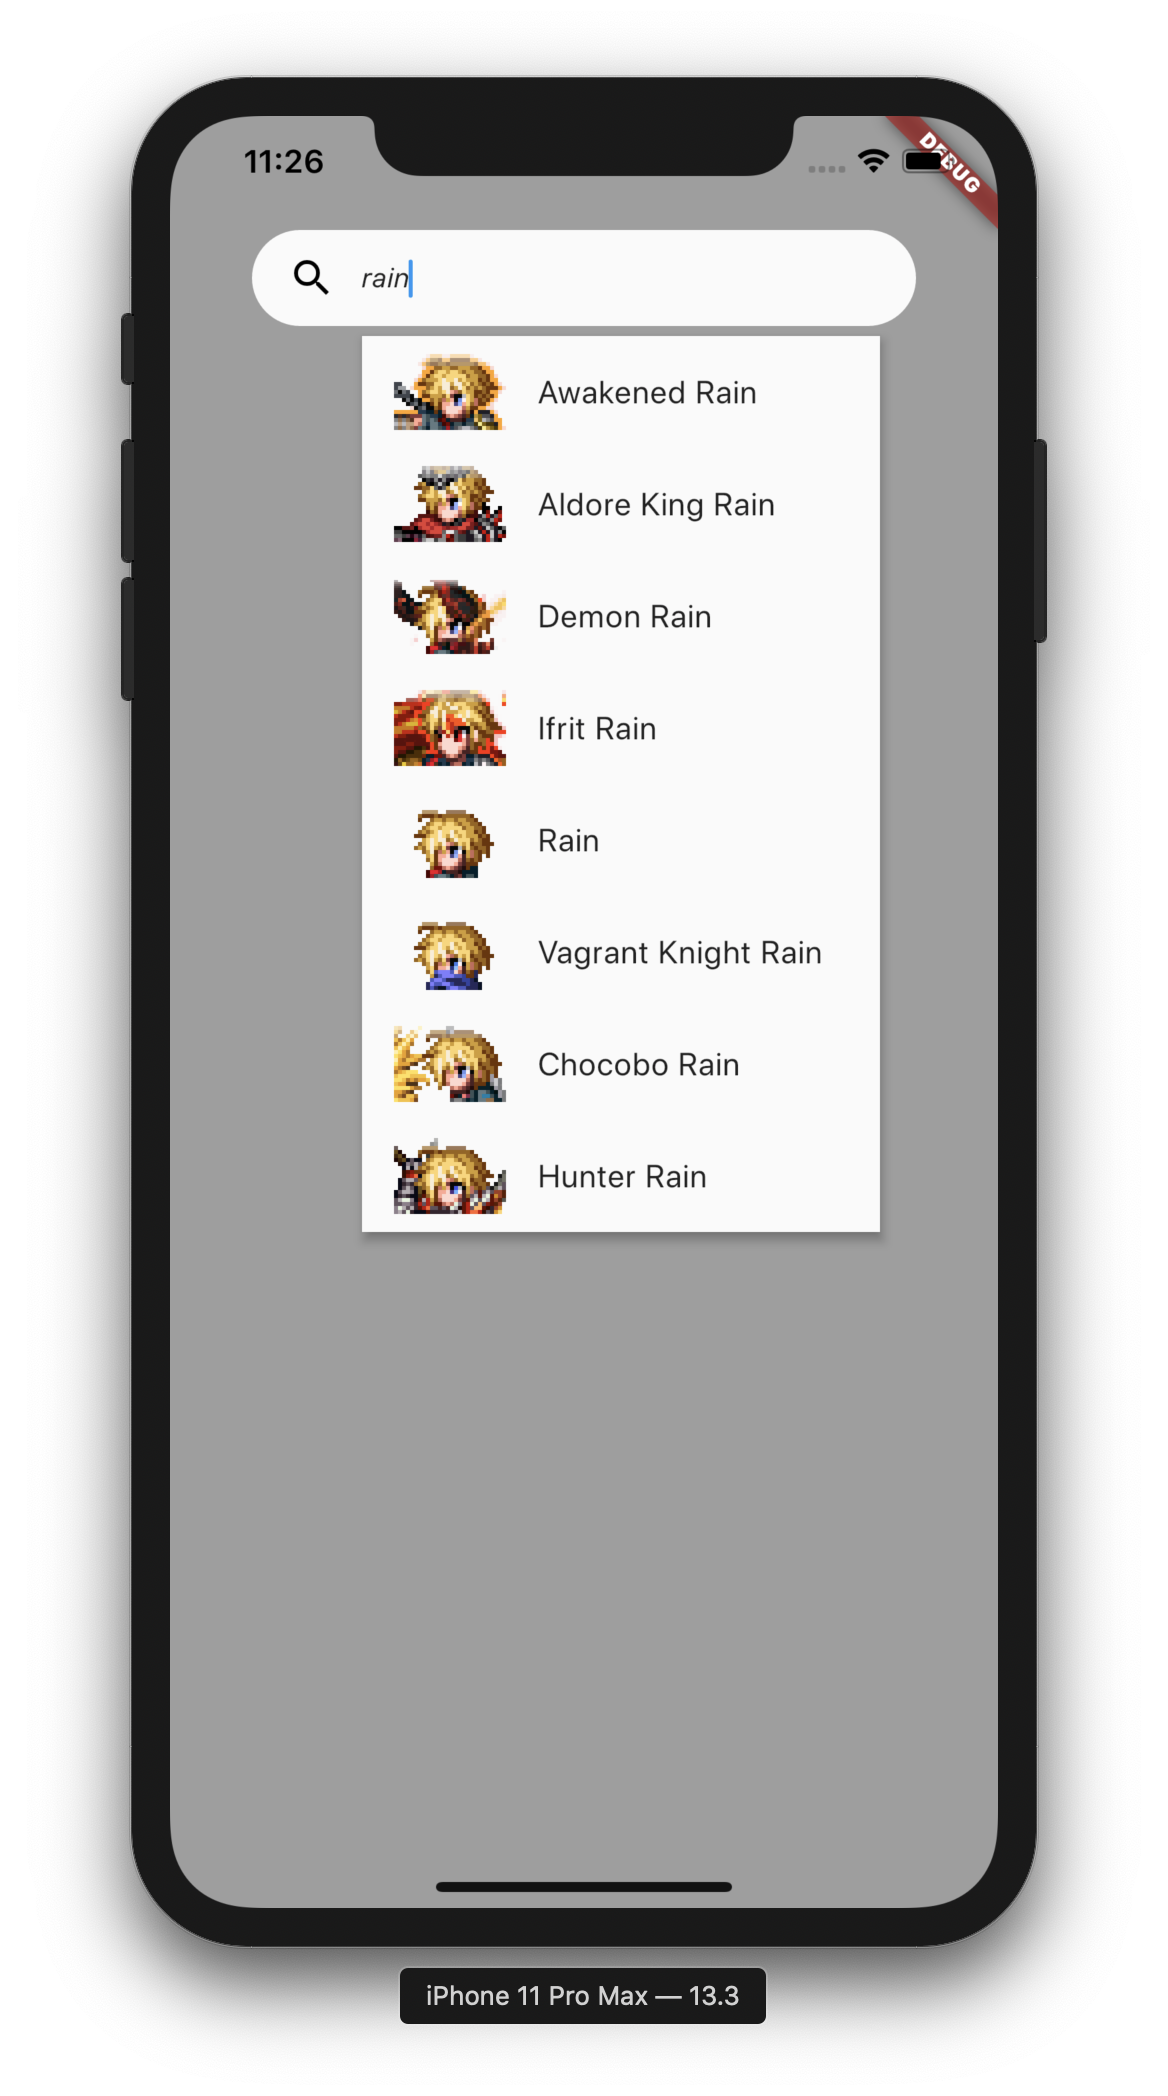 11:26
DEBUG
rain
Awakened Rain
Aldore King Rain
Demon Rain
Ifrit Rain
Rain
Vagrant Knight Rain
Chocobo Rain
Hunter Rain
iPhone 11 Pro Max — 13.3